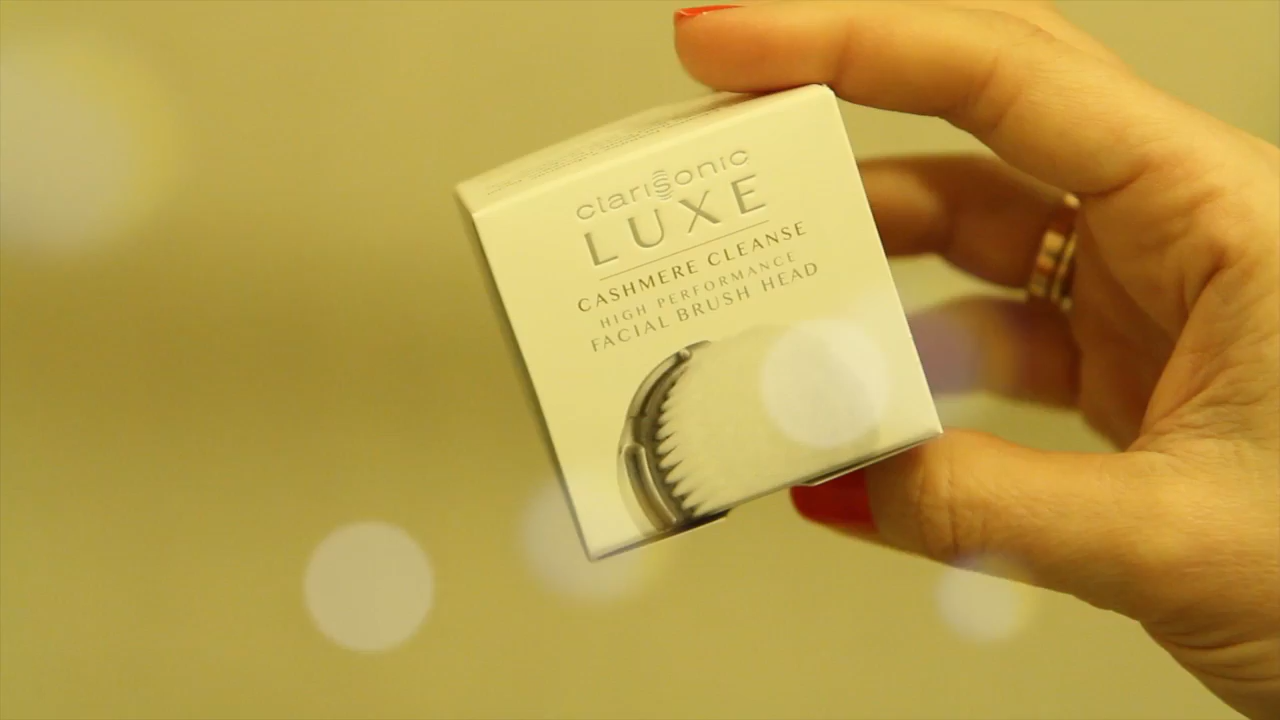 clarisonic
LUXE
CASHMERE CLEANSE
HIGH PERFORMANCE
FACIAL BRUSH HEAD